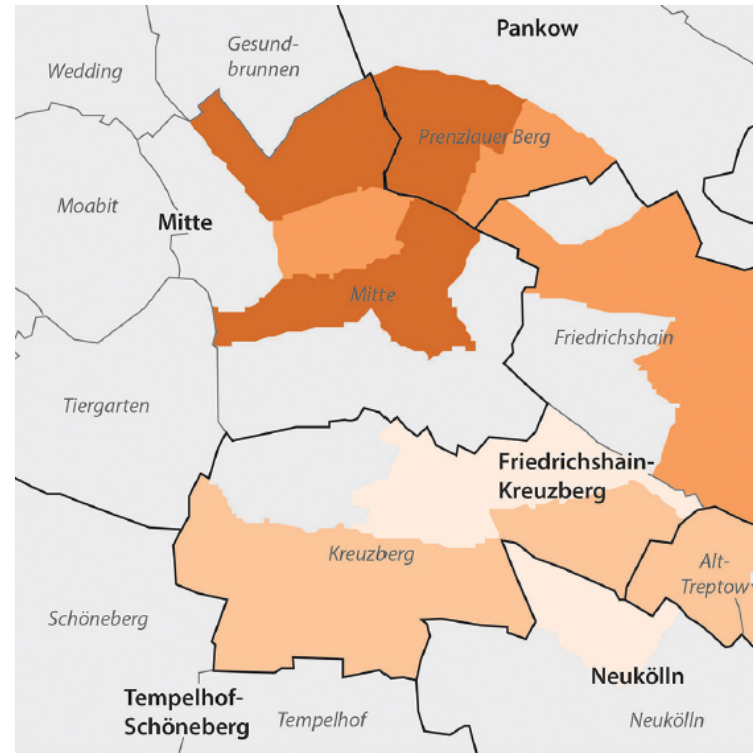 Pankow
Gesund-
brunnen
Wedding
Prenzlauer Berg
Moabit
Mitte
Mitte
Friedrichshain
Tiergarten
Friedrichshain-
Kreuzberg
Kreuzberg
Alt-
Treptow
Schöneberg
Neukölln
Tempelhof-
Schöneberg
Tempelhof
Neukölln